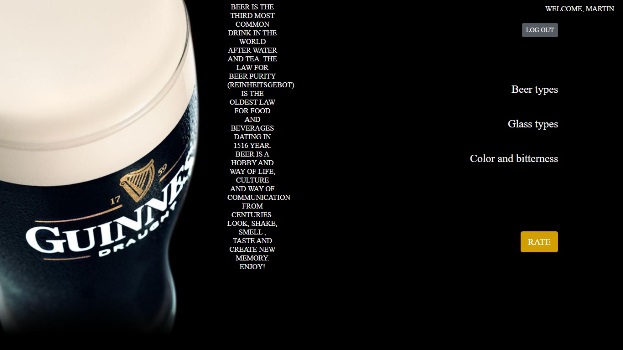 BEER IS THE
THIRD MOST
COMMON
DRINK IN THE
WORLD
AFTER WATER
AND TEA. THE
LAW FOR
BEER PURITY
(REINHEITSGEBOT)
IS THE
OLDEST LAW
FOR FOOD
AND
BEVERAGES
DATING IN
1516 YEAR.
BEER IS A
HOBBY AND
WAY OF LIFE,
CULTURE
AND WAY OF
COMMUNICATION
FROM
CENTURIES
LOOK, SHAKE,
SMELL ,
TASTE AND
CREATE NEW
MEMORY.
ENJOY!
WELCOME, MARTIN
LOG OUT
Beer types
Glass types
Color and bitterness
RATE
17 59
GUINNESS
DRAUGHT